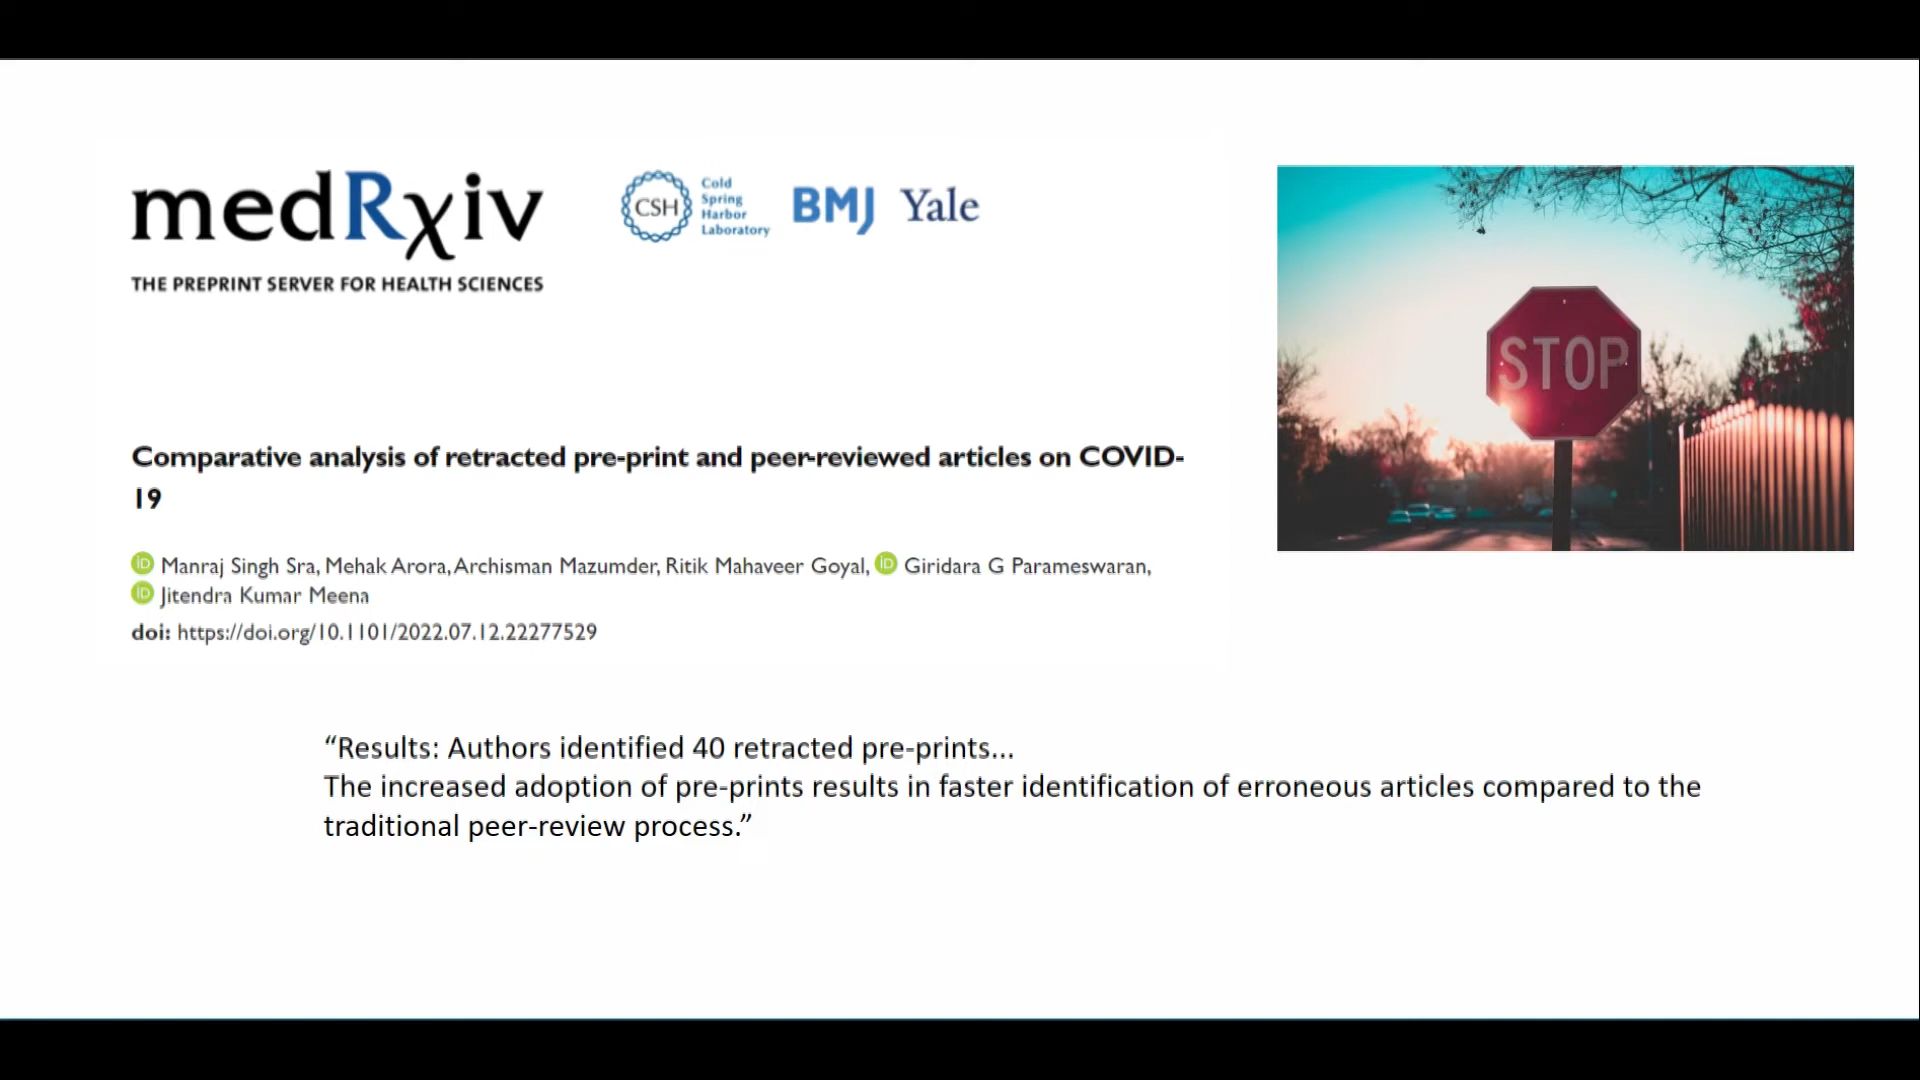 medRxiv
THE PREPRINT SERVER FOR HEALTH SCIENCES
CSH
Cold
Spring
Harbor
Laboratory
BMJ
Yale
STOP
Comparative analysis of retracted pre-print and peer-reviewed articles on COVID-
19
iD Manraj Singh Sra, Mehak Arora, Archisman Mazumder, Ritik Mahaveer Goyal, iD Giridara G Parameswaran,
iD Jitendra Kumar Meena
doi: https://doi.org/10.1101/2022.07.12.22277529
“Results: Authors identified 40 retracted pre-prints...
The increased adoption of pre-prints results in faster identification of erroneous articles compared to the
traditional peer-review process.”